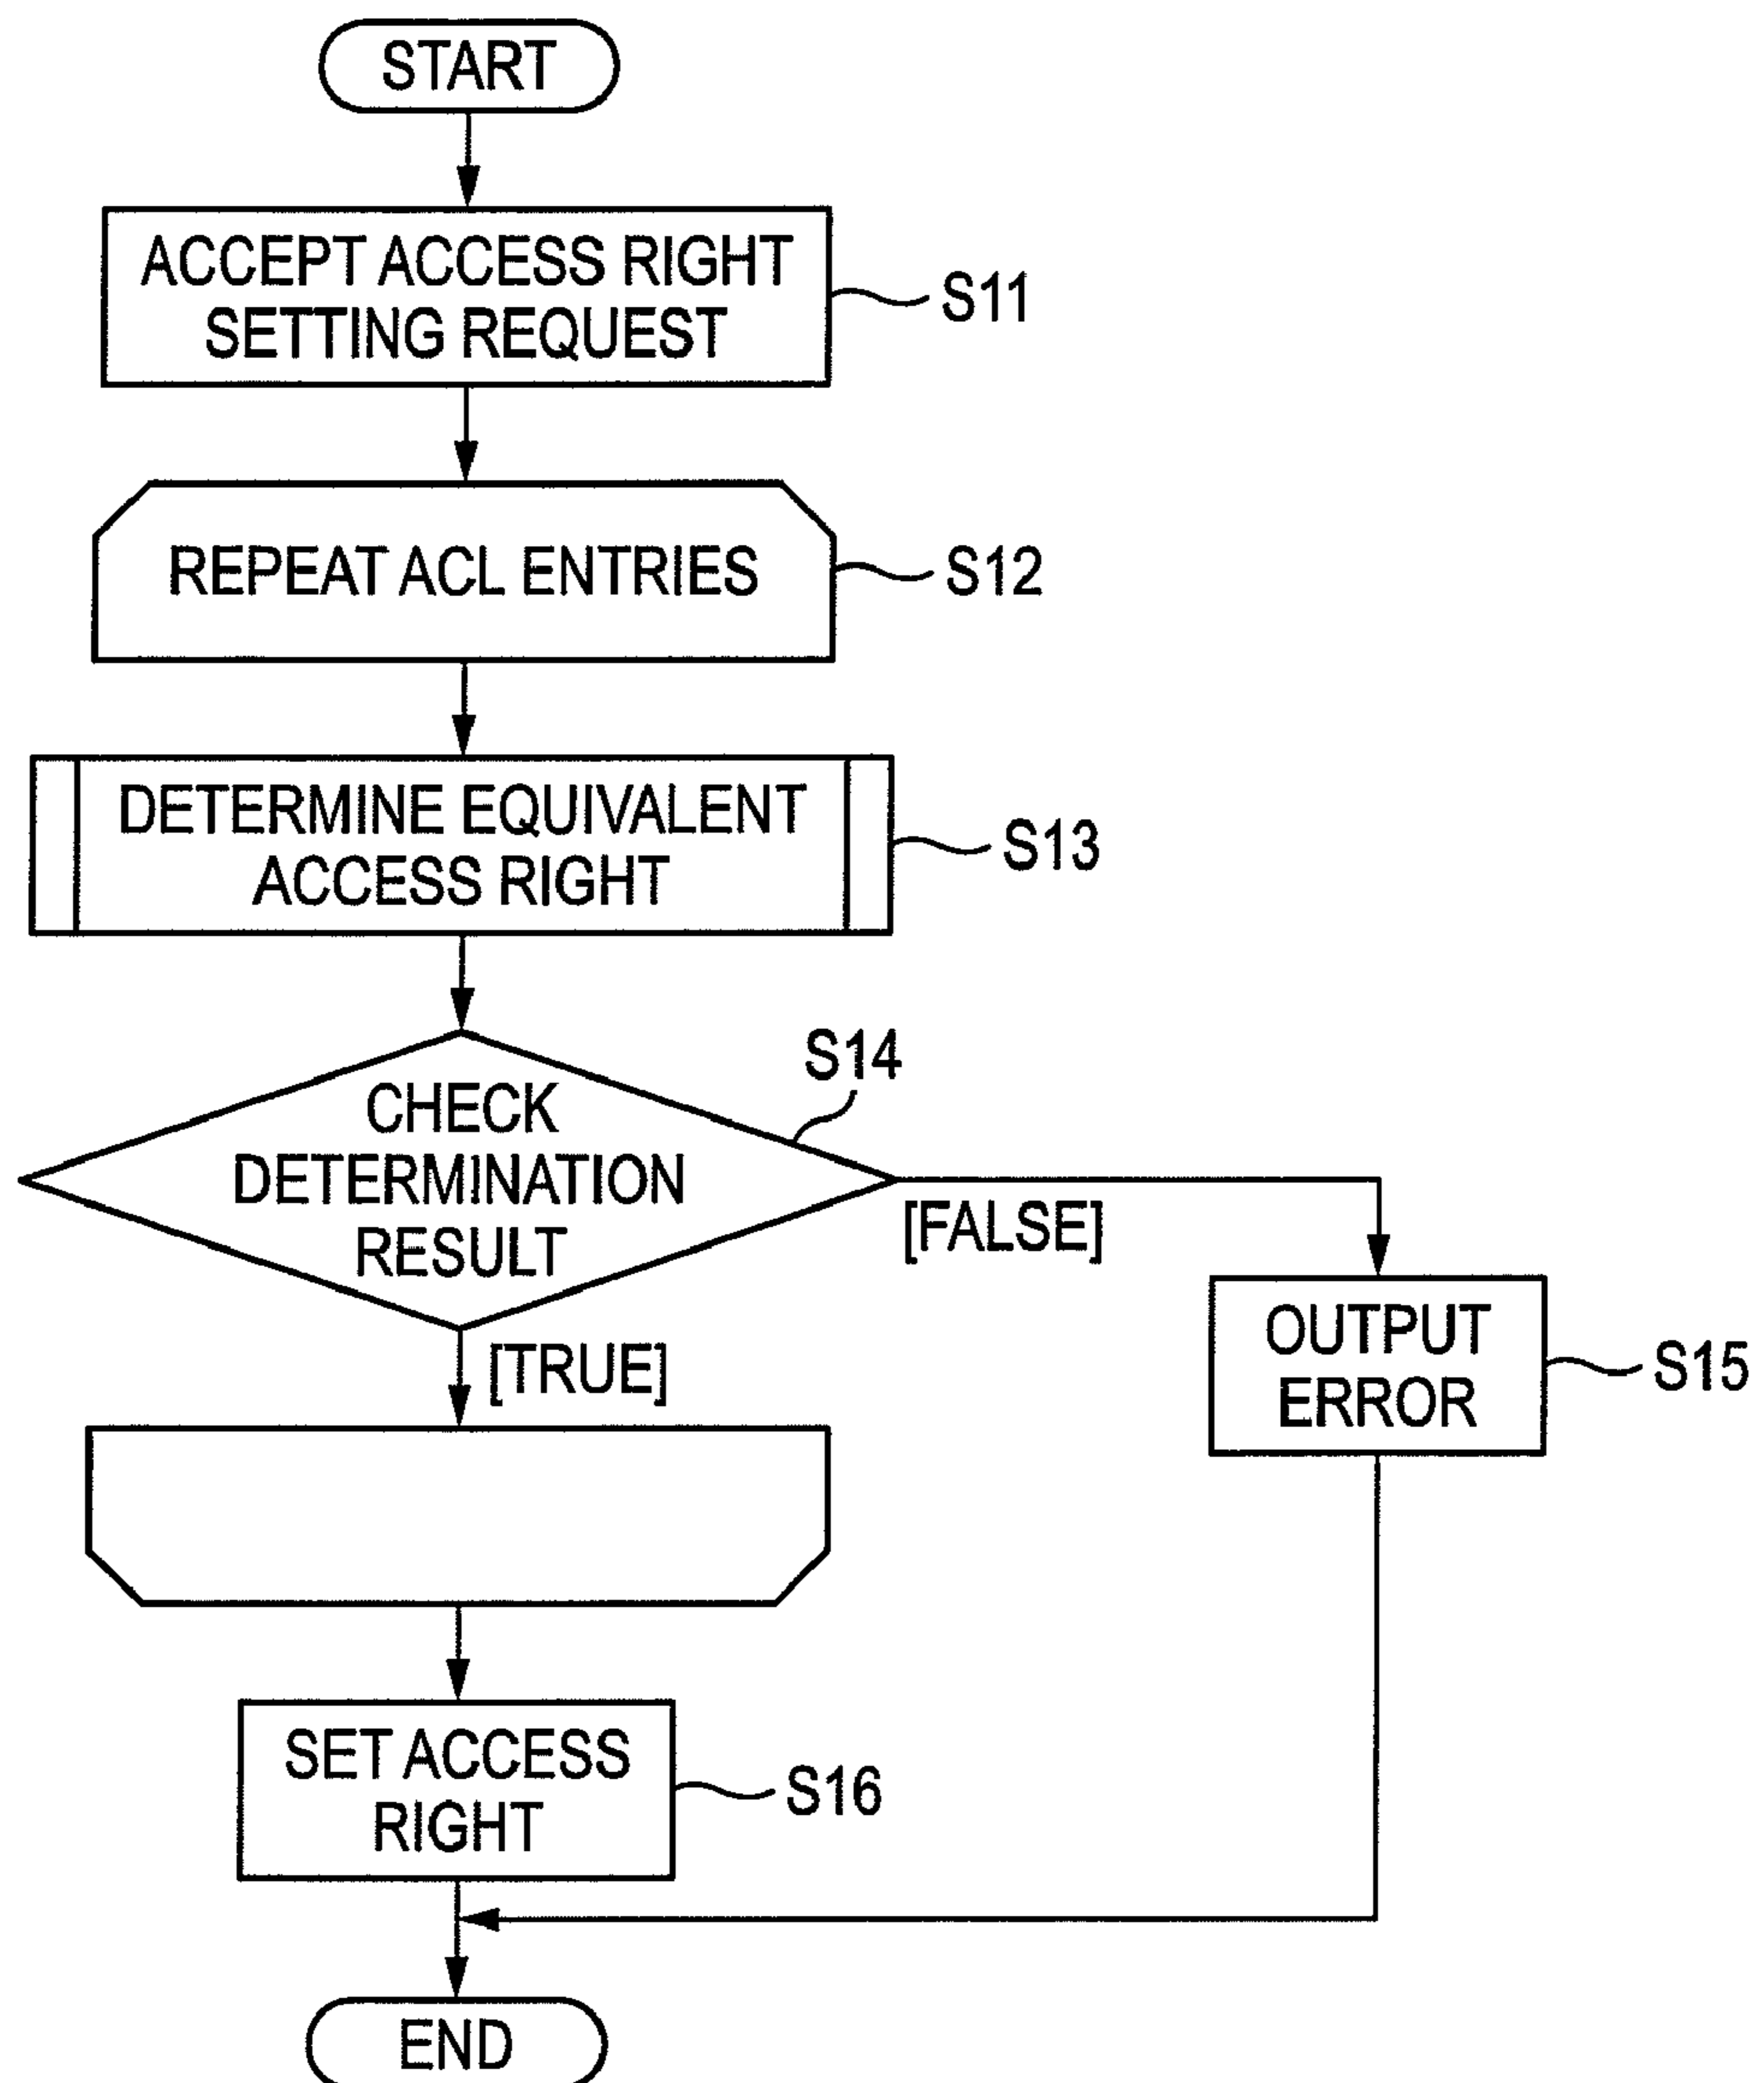 START
ACCEPT ACCESS RIGHT
SETTING REQUEST
S11
REPEAT ACL ENTRIES
S12
DETERMINE EQUIVALENT
ACCESS RIGHT
S13
S14
CHECK
DETERMINATION
RESULT
[FALSE]
[TRUE]
OUTPUT
ERROR
S15
SET ACCESS
RIGHT
S16
END